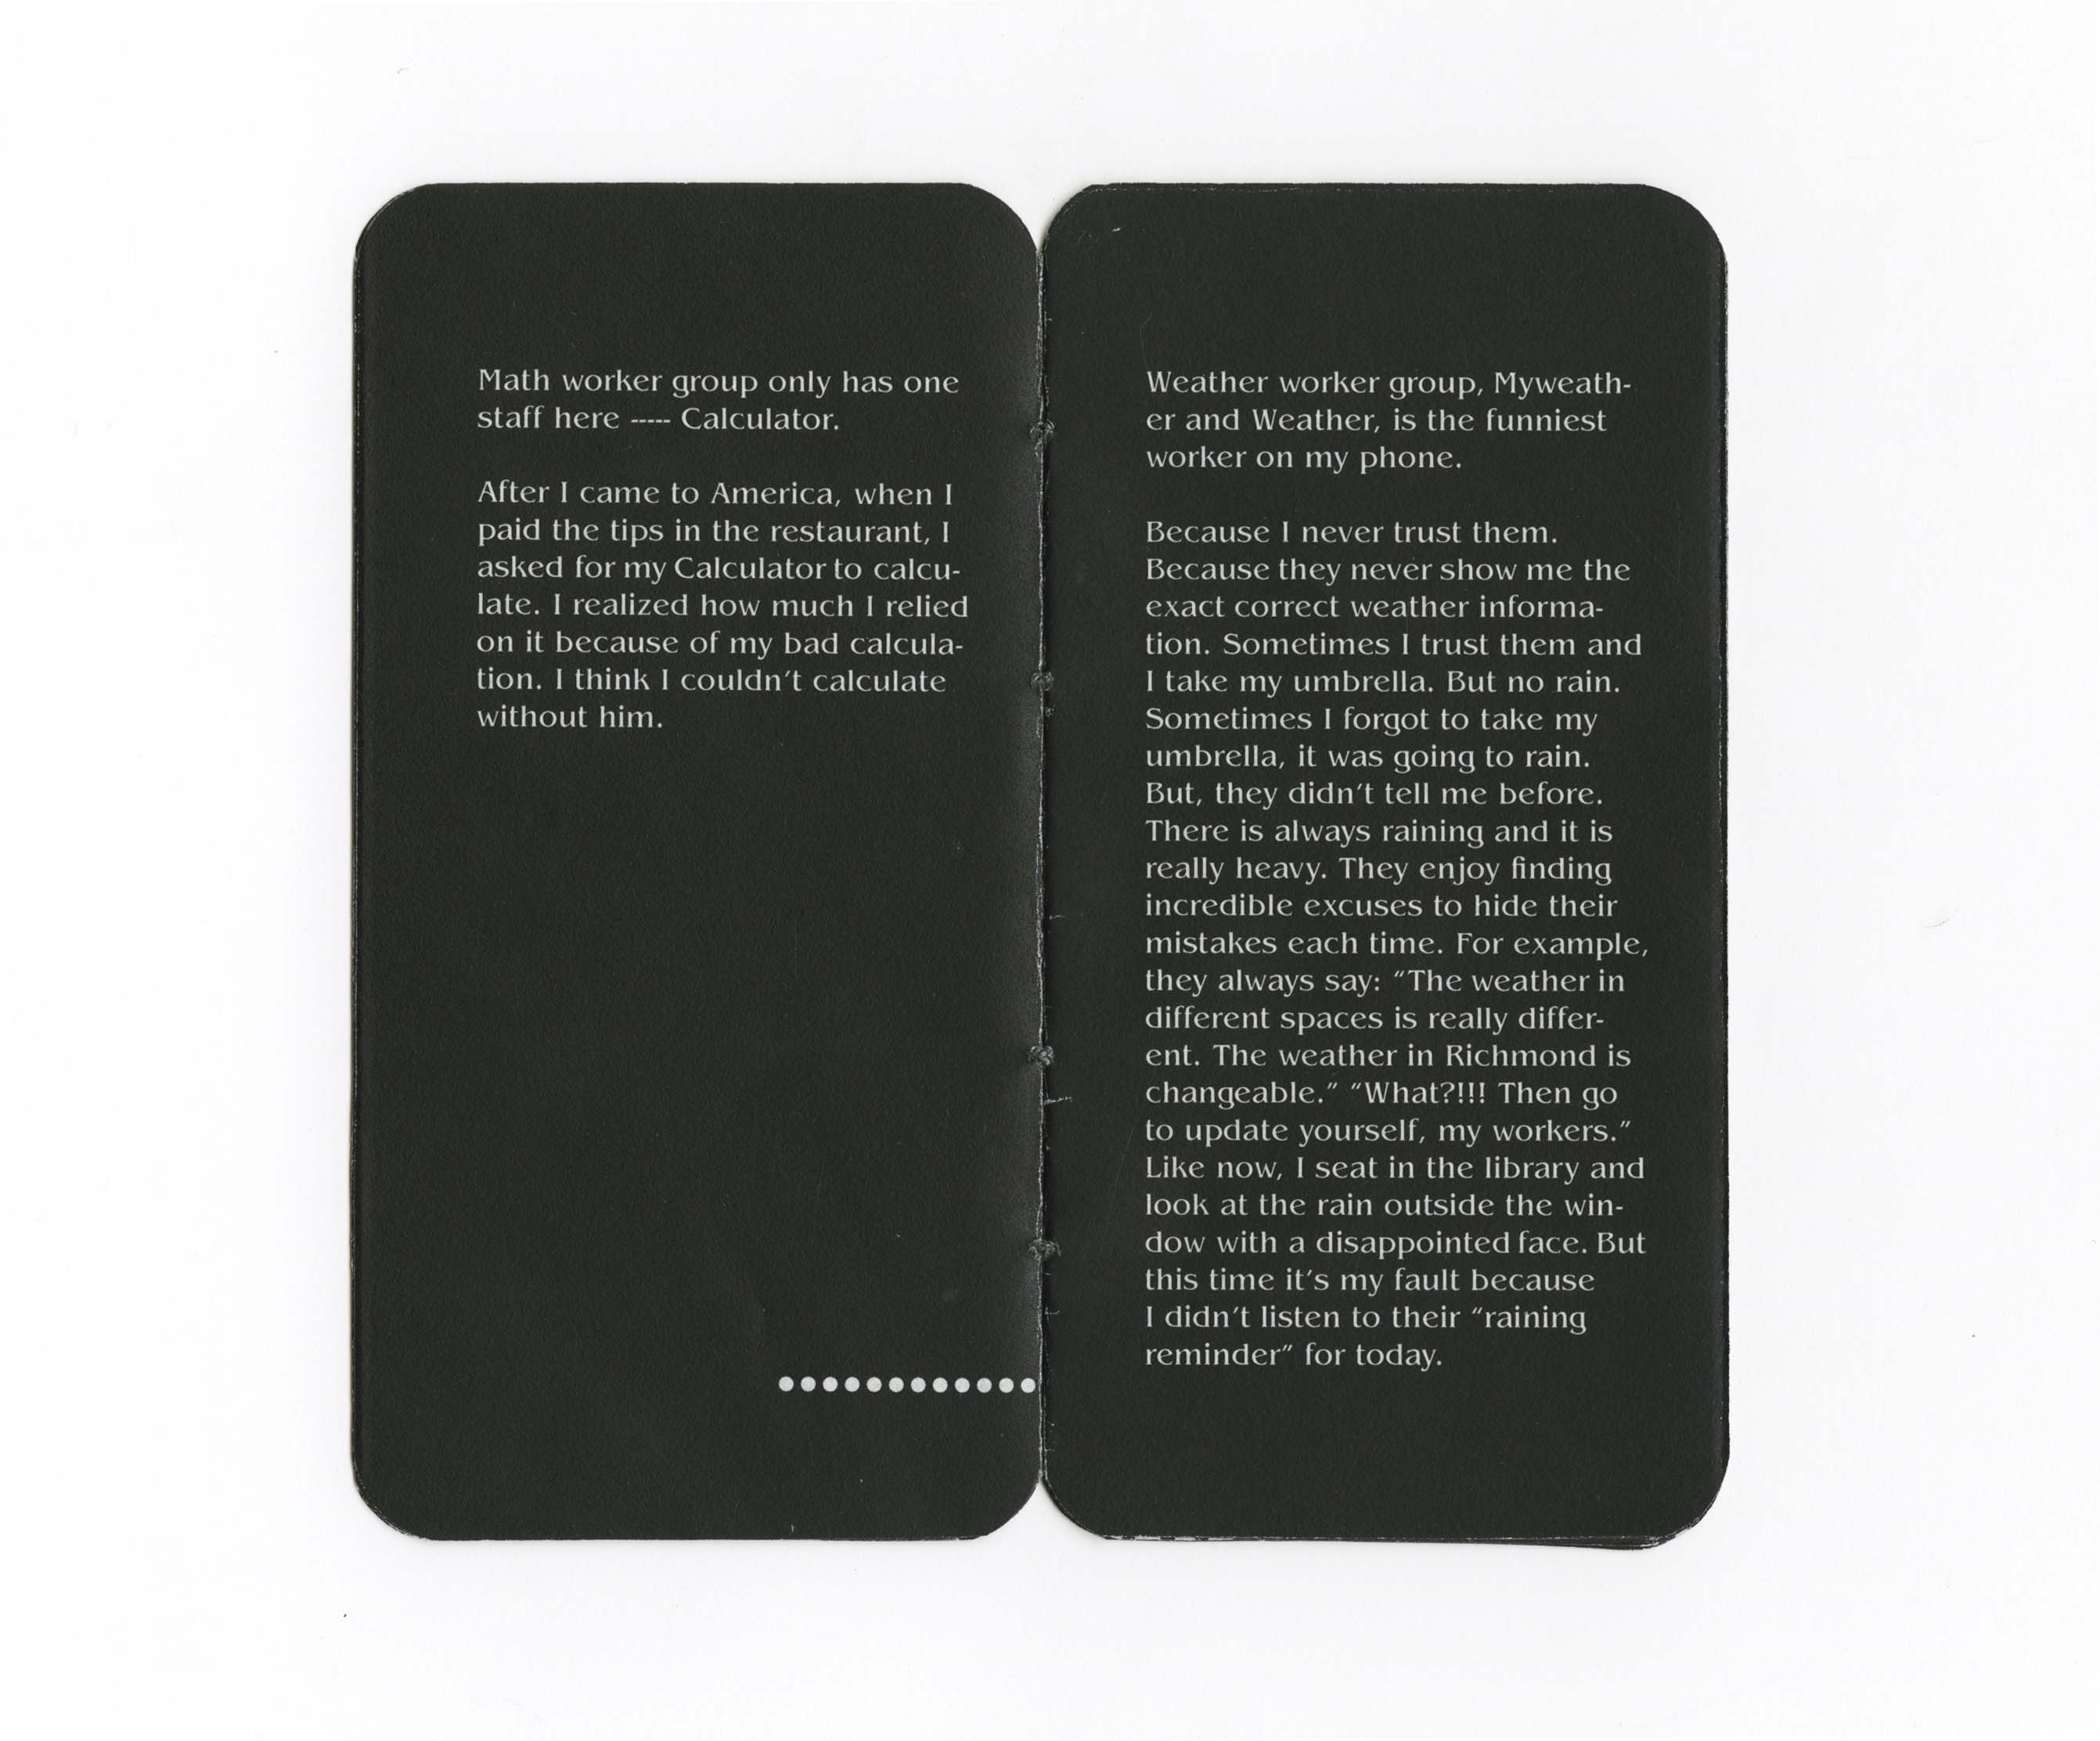 Math worker group only has one
staff here ----- Calculator.
After I came to America, when I
paid the tips in the restaurant, I
asked for my Calculator to calcu-
late. I realized how much I relied
on it because of my bad calcula-
tion. I think I couldn't calculate
without him.
Weather worker group, Myweath-
er and Weather, is the funniest
worker on my phone.
Because I never trust them.
Because they never show me the
exact correct weather informa-
tion. Sometimes I trust them and
I take my umbrella. But no rain.
Sometimes I forgot to take my
umbrella, it was going to rain.
But, they didn't tell me before.
There is always raining and it is
really heavy. They enjoy finding
incredible excuses to hide their
mistakes each time. For example,
they always say: “The weather in
different spaces is really differ-
ent. The weather in Richmond is
changeable.” “What?!!! Then go
to update yourself, my workers.”
Like now, I seat in the library and
look at the rain outside the win-
dow with a disappointed face. But
this time it's my fault because
I didn't listen to their “raining
reminder” for today.